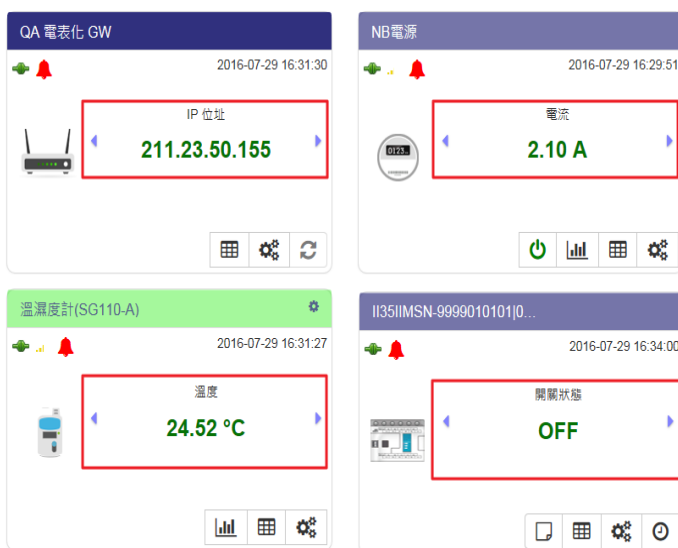 QA 電表化 GW
2016-07-29 16:31:30
IP 位址
211.23.50.155
NB電源
2016-07-29 16:29:51
電流
2.10 A
溫濕度計(SG110-A)
2016-07-29 16:31:27
溫度
24.52 °C
II35IIMSN-9999010101|0...
2016-07-29 16:34:00
開關狀態
OFF